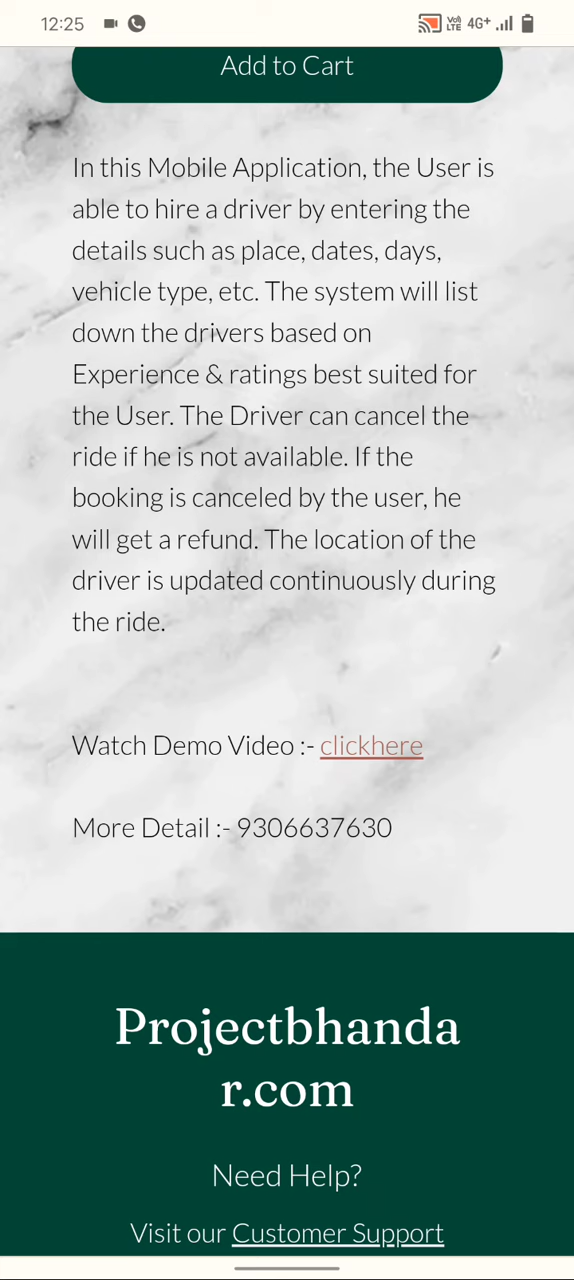 12:25
Vo) LTE 4G+
Add to Cart
In this Mobile Application, the User is
able to hire a driver by entering the
details such as place, dates, days,
vehicle type, etc. The system will list
down the drivers based on
Experience & ratings best suited for
the User. The Driver can cancel the
ride if he is not available. If the
booking is canceled by the user, he
will get a refund. The location of the
driver is updated continuously during
the ride.
Watch Demo Video :- clickhere
More Detail :- 9306637630
Projectbhanda
r.com
Need Help?
Visit our Customer Support